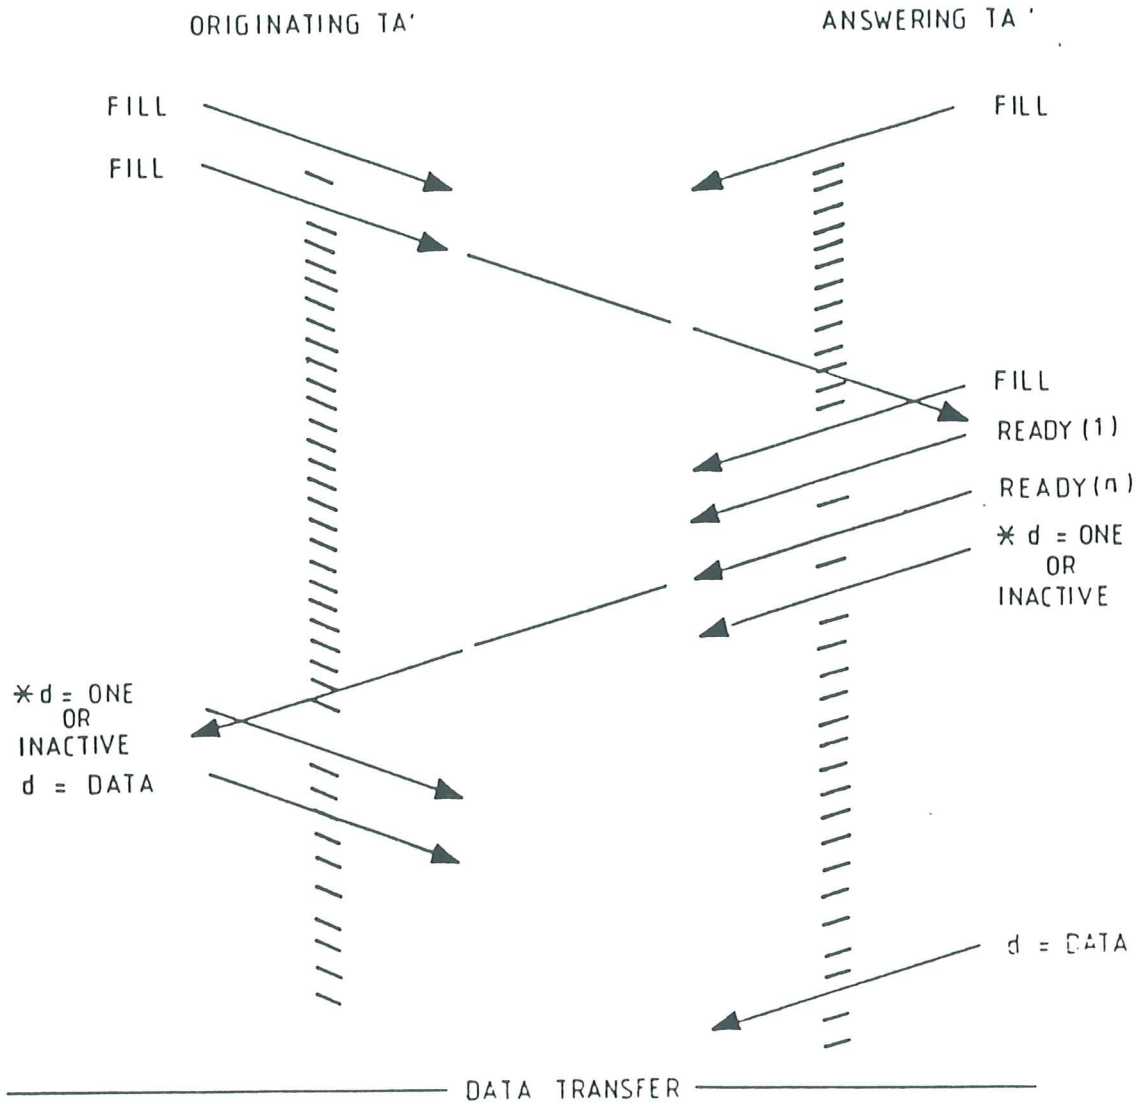 ORIGINATING TA'
ANSWERING TA'
FILL
FILL
FILL
FILL
READY(1)
READY(n)
* d = ONE
OR
INACTIVE
* d = ONE
OR
INACTIVE
d = DATA
d = DATA
DATA TRANSFER